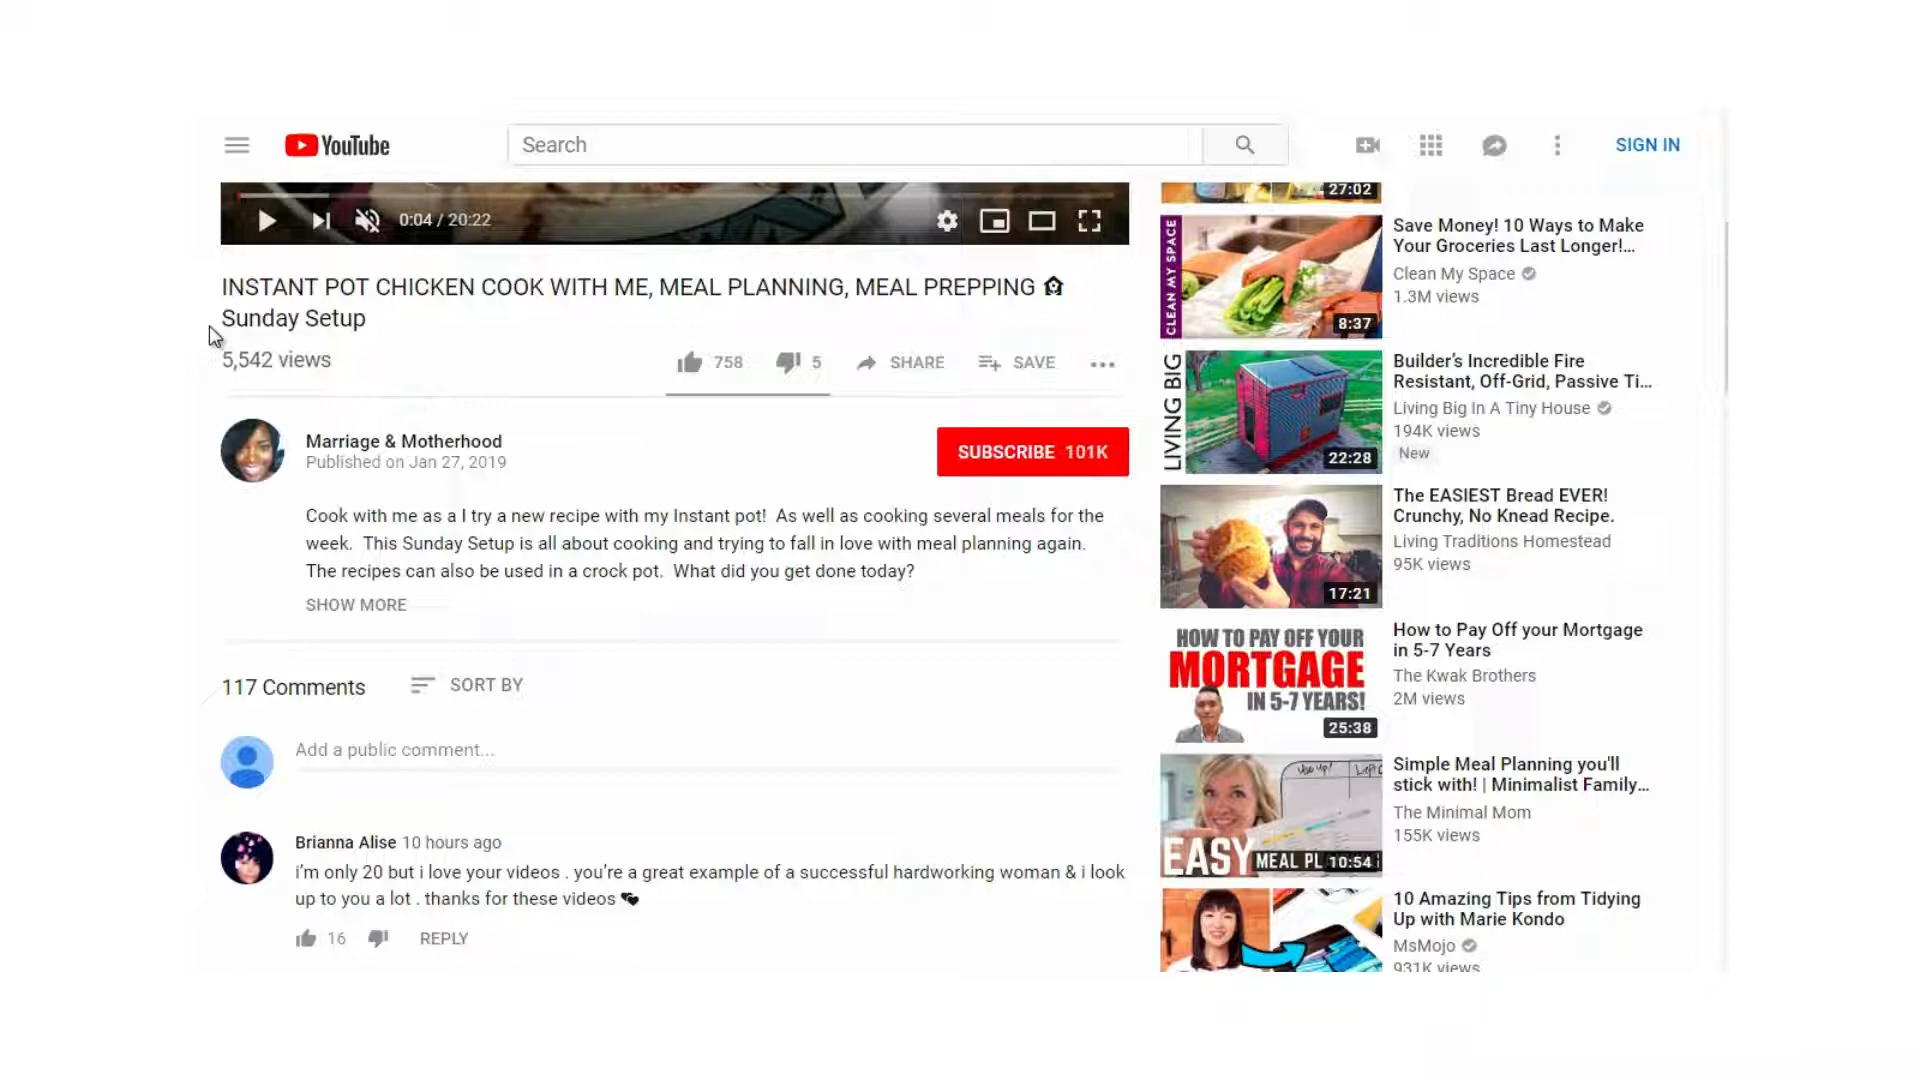 YouTube
Search
SIGN IN
0:04 / 20:22
INSTANT POT CHICKEN COOK WITH ME, MEAL PLANNING, MEAL PREPPING
Sunday Setup
5,542 views
758
5
SHARE
SAVE
Marriage & Motherhood
Published on Jan 27, 2019
SUBSCRIBE 101K
Cook with me as a I try a new recipe with my Instant pot! As well as cooking several meals for the
week. This Sunday Setup is all about cooking and trying to fall in love with meal planning again.
The recipes can also be used in a crock pot. What did you get done today?
SHOW MORE
117 Comments
SORT BY
Add a public comment...
Brianna Alise 10 hours ago
i’m only 20 but i love your videos . you’re a great example of a successful hardworking woman & i look
up to you a lot . thanks for these videos
16
REPLY
27:02
CLEAN MY SPACE
8:37
Save Money! 10 Ways to Make
Your Groceries Last Longer!...
Clean My Space
1.3M views
LIVING BIG
22:28
Builder’s Incredible Fire
Resistant, Off-Grid, Passive Ti...
Living Big In A Tiny House
194K views
New
17:21
The EASIEST Bread EVER!
Crunchy, No Knead Recipe.
Living Traditions Homestead
95K views
HOW TO PAY OFF YOUR
MORTGAGE
IN 5-7 YEARS!
25:38
How to Pay Off your Mortgage
in 5-7 Years
The Kwak Brothers
2M views
Use up!
EASY MEAL PL
10:54
Simple Meal Planning you'll
stick with! | Minimalist Family...
The Minimal Mom
155K views
10 Amazing Tips from Tidying
Up with Marie Kondo
MsMojo
931K views